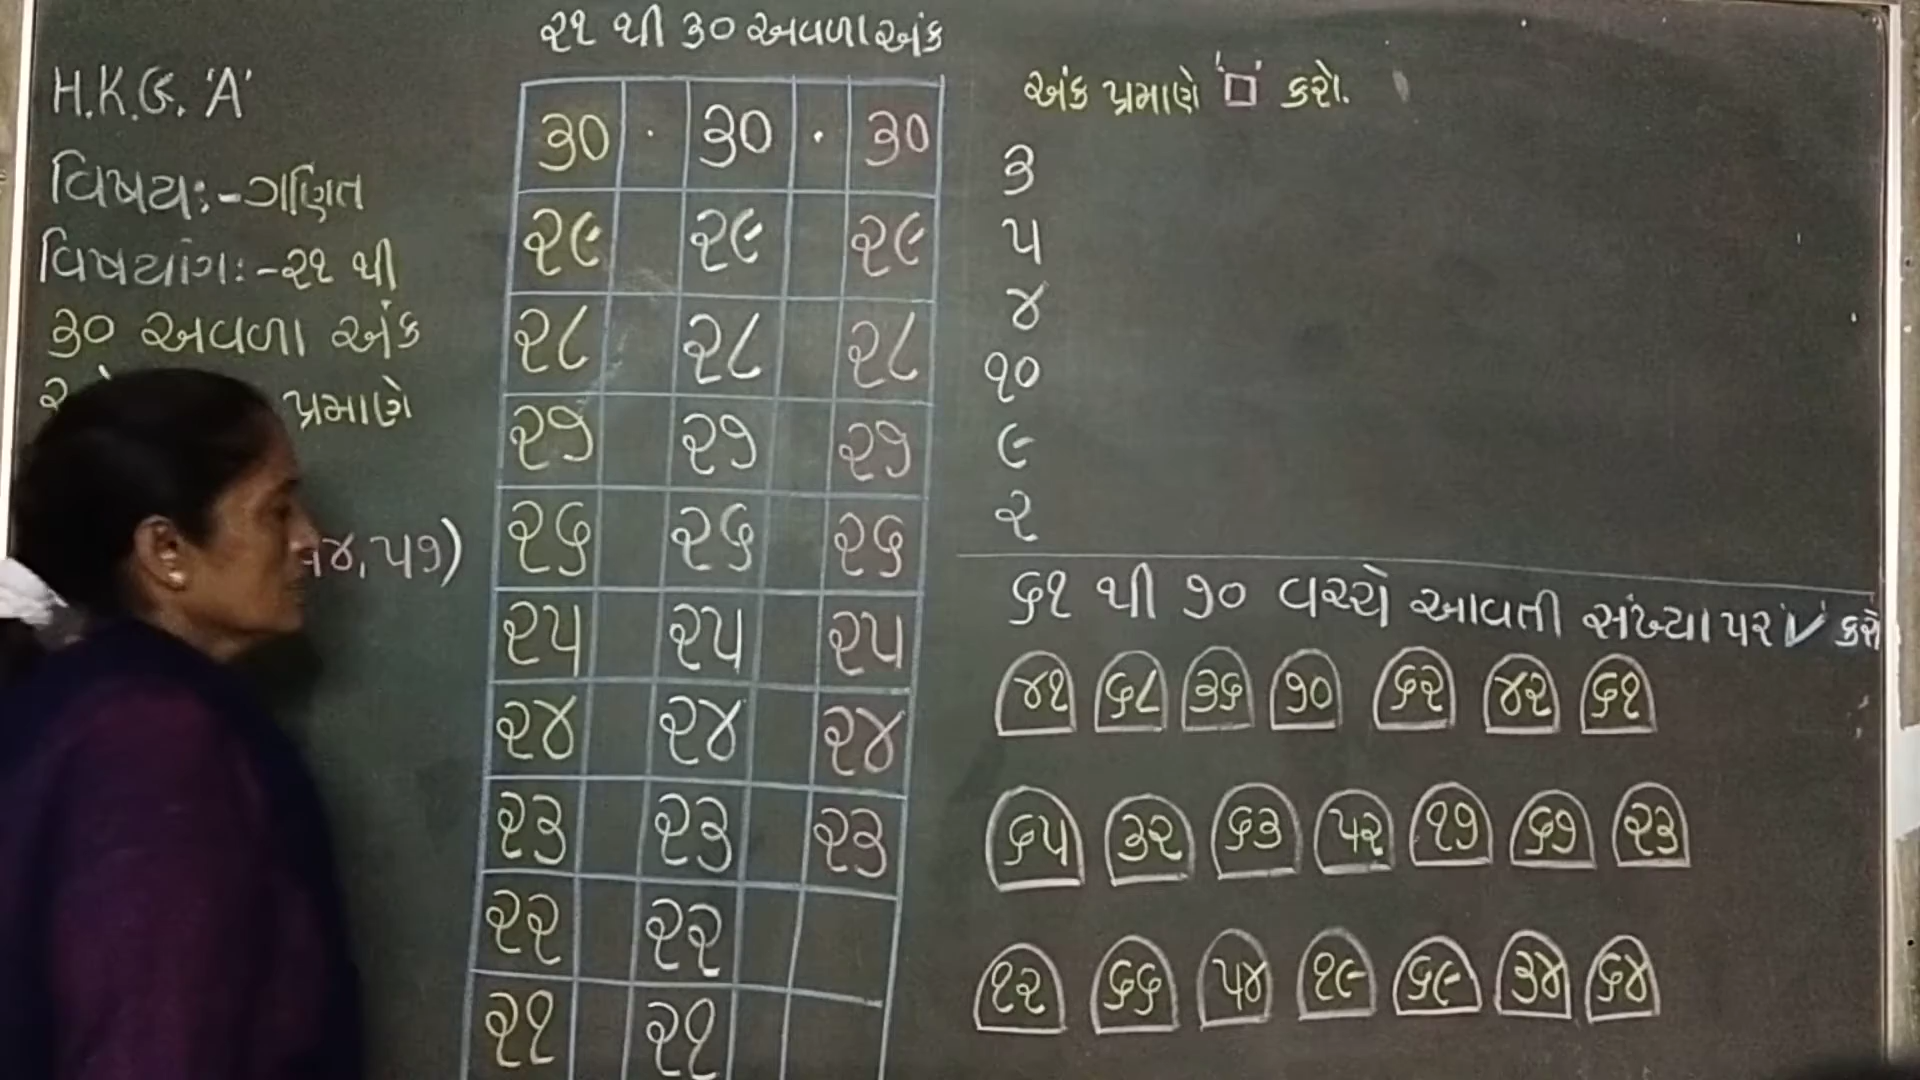 H.K.G. 'A'
વિષય:-ગણિત
વિષયાંગ:-૨૧ થી
૩૦ અવળા અંક
પ્રમાણે
૫૭)
૨૧ થી ૩૦ અવળા અંક
૩૦ . ૩૦ . ૩૦
૨૯ ૨૯ ૨૯
૨૮ ૨૮ ૨૮
૨૭ ૨૭ ૨૭
૨૬ ૨૬ ૨૬
૨૫ ૨૫ ૨૫
૨૪ ૨૪ ૨૪
૨૩ ૨૩ ૨૩
૨૨ ૨૨
૨૧ ૨૧
અંક પ્રમાણે '□' કરો.
૩
૫
૪
૧૦
૯
૨
૬૧ થી ૭૦ વચ્ચે આવતી સંખ્યા પર '✓' કરો
૪૧ ૬૮ ૩૬ ૭૦ ૬૨ ૪૨ ૬૧
૬૫ ૩૨ ૬૩ ૫૨ ૧૭ ૬૭ ૨૩
૧૨ ૬૬ ૫૪ ૧૯ ૬૯ ૩૪ ૬૪